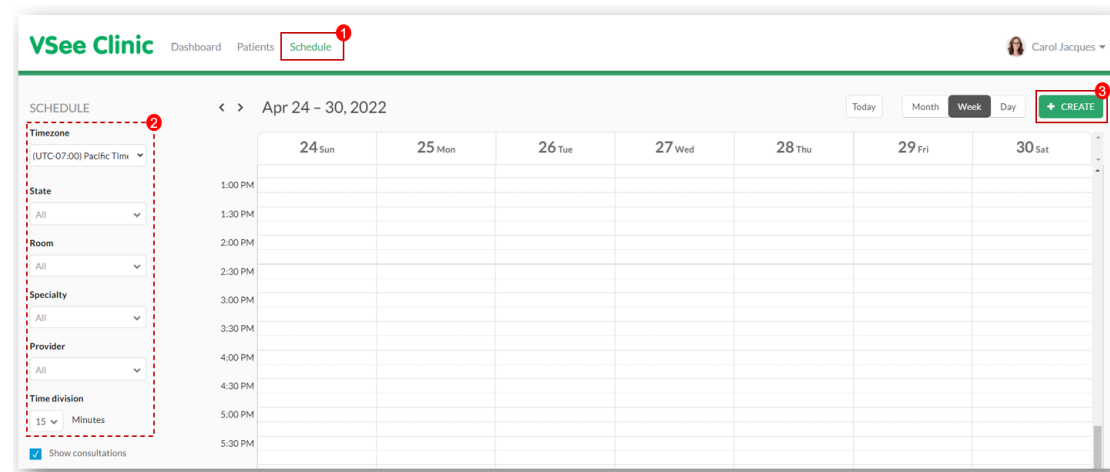 VSee Clinic Dashboard Patients Schedule 1 Carol Jacques
SCHEDULE
Apr 24 – 30, 2022 Today Month Week Day + CREATE 3
2
Timezone
(UTC-07:00) Pacific Time
24 Sun 25 Mon 26 Tue 27 Wed 28 Thu 29 Fri 30 Sat
State
All
Room
All
Specialty
All
Provider
All
Time division
15 Minutes
Show consultations
1:00 PM
1:30 PM
2:00 PM
2:30 PM
3:00 PM
3:30 PM
4:00 PM
4:30 PM
5:00 PM
5:30 PM